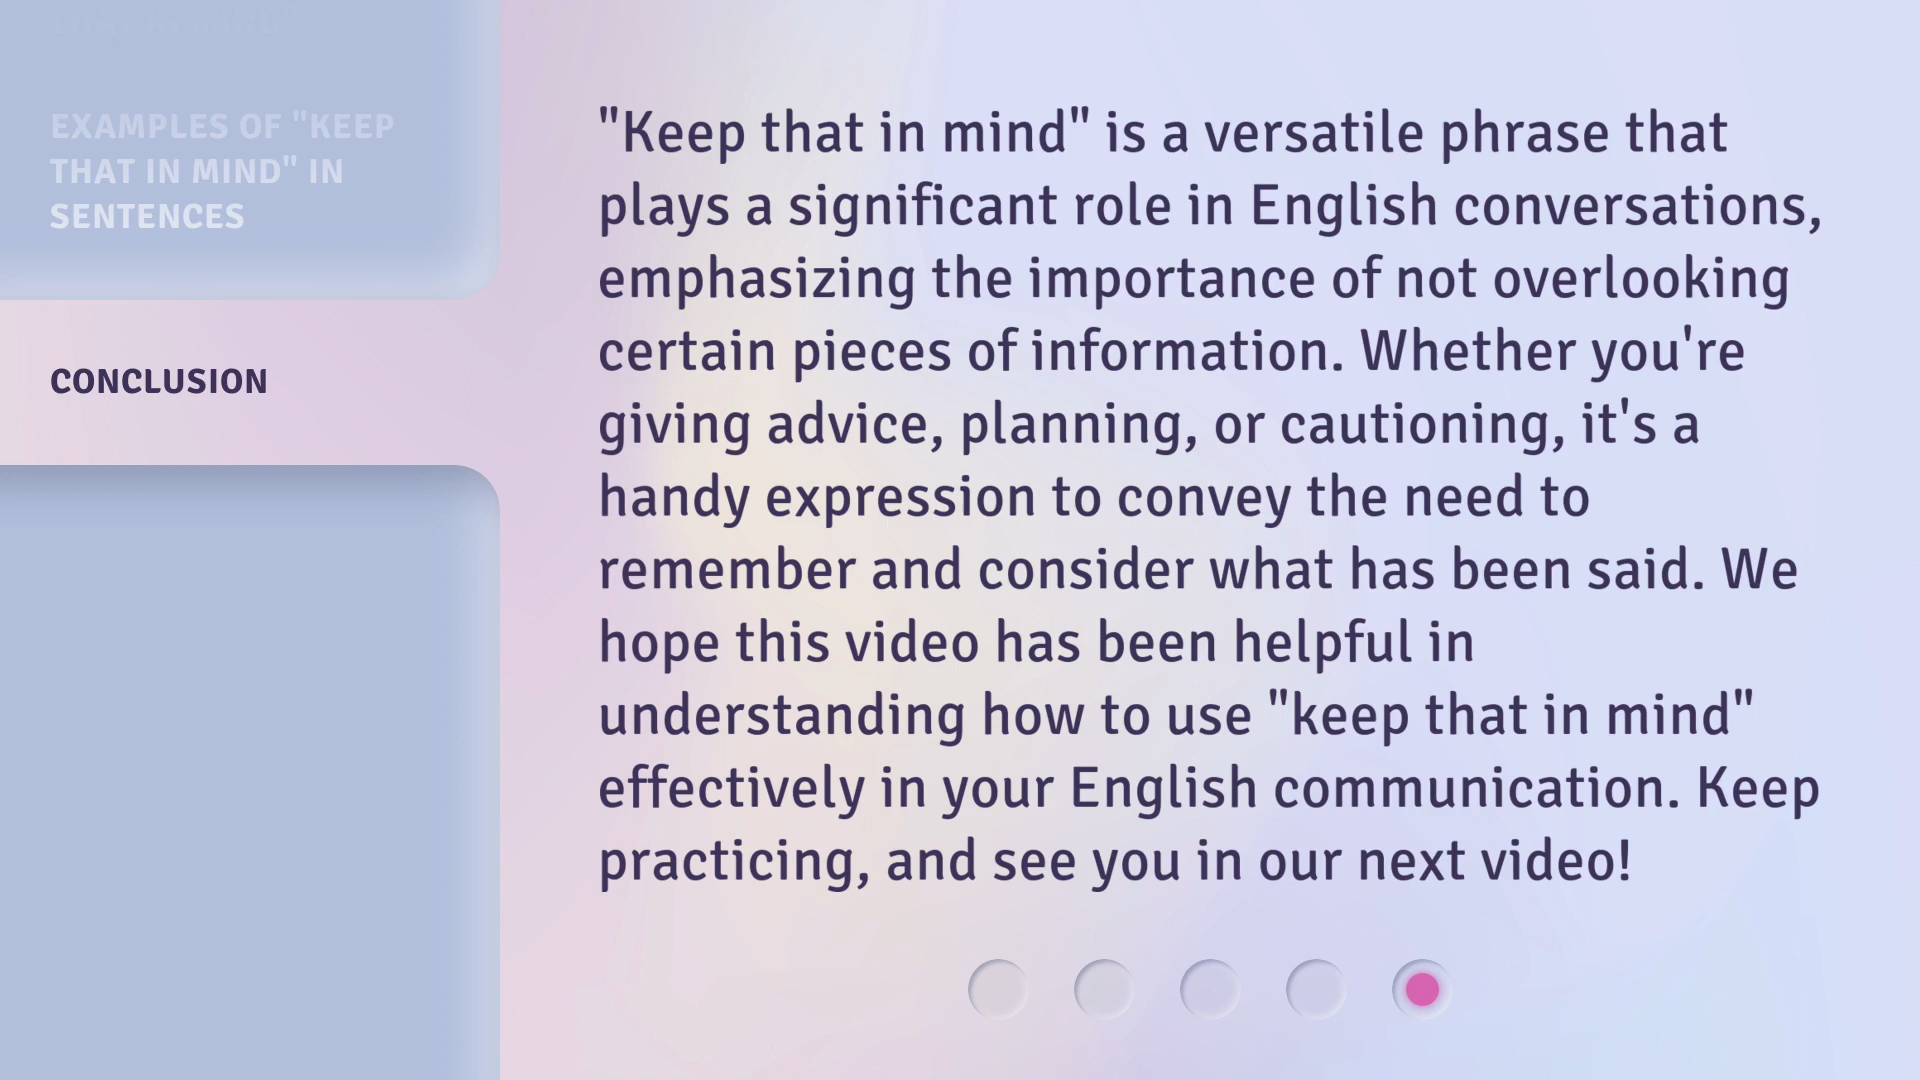 THAT IN MIND"
EXAMPLES OF "KEEP
THAT IN MIND" IN
SENTENCES
CONCLUSION
"Keep that in mind" is a versatile phrase that
plays a significant role in English conversations,
emphasizing the importance of not overlooking
certain pieces of information. Whether you're
giving advice, planning, or cautioning, it's a
handy expression to convey the need to
remember and consider what has been said. We
hope this video has been helpful in
understanding how to use "keep that in mind"
effectively in your English communication. Keep
practicing, and see you in our next video!